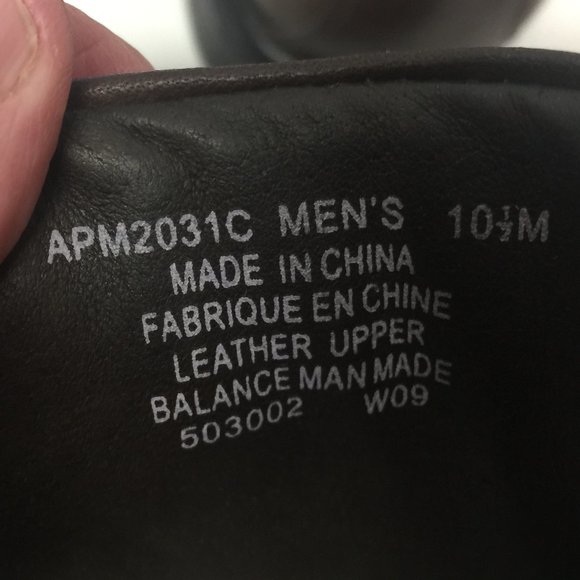 APM2031C MEN'S 10½M
MADE IN CHINA
FABRIQUE EN CHINE
LEATHER UPPER
BALANCE MAN MADE
503002 W09